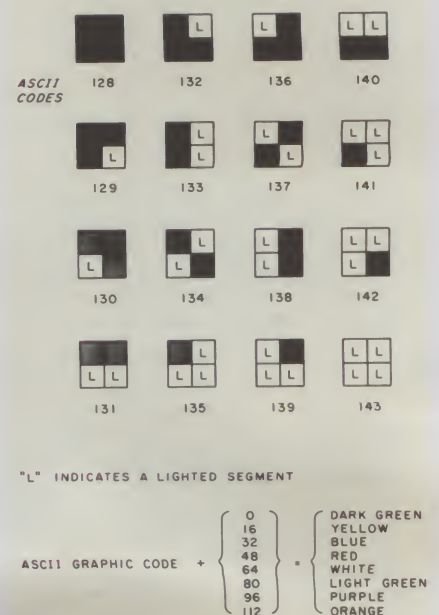 L L L L
ASCII CODES 128 132 136 140
L L L L L L L
L L
129 133 137 141
L L L L
L L L L
130 134 138 142
L L L L
L L L L L L L L
131 135 139 143
"L" INDICATES A LIGHTED SEGMENT
0 DARK GREEN
16 YELLOW
32 BLUE
48 RED
ASCII GRAPHIC CODE + 64 = WHITE
80 LIGHT GREEN
96 PURPLE
112 ORANGE